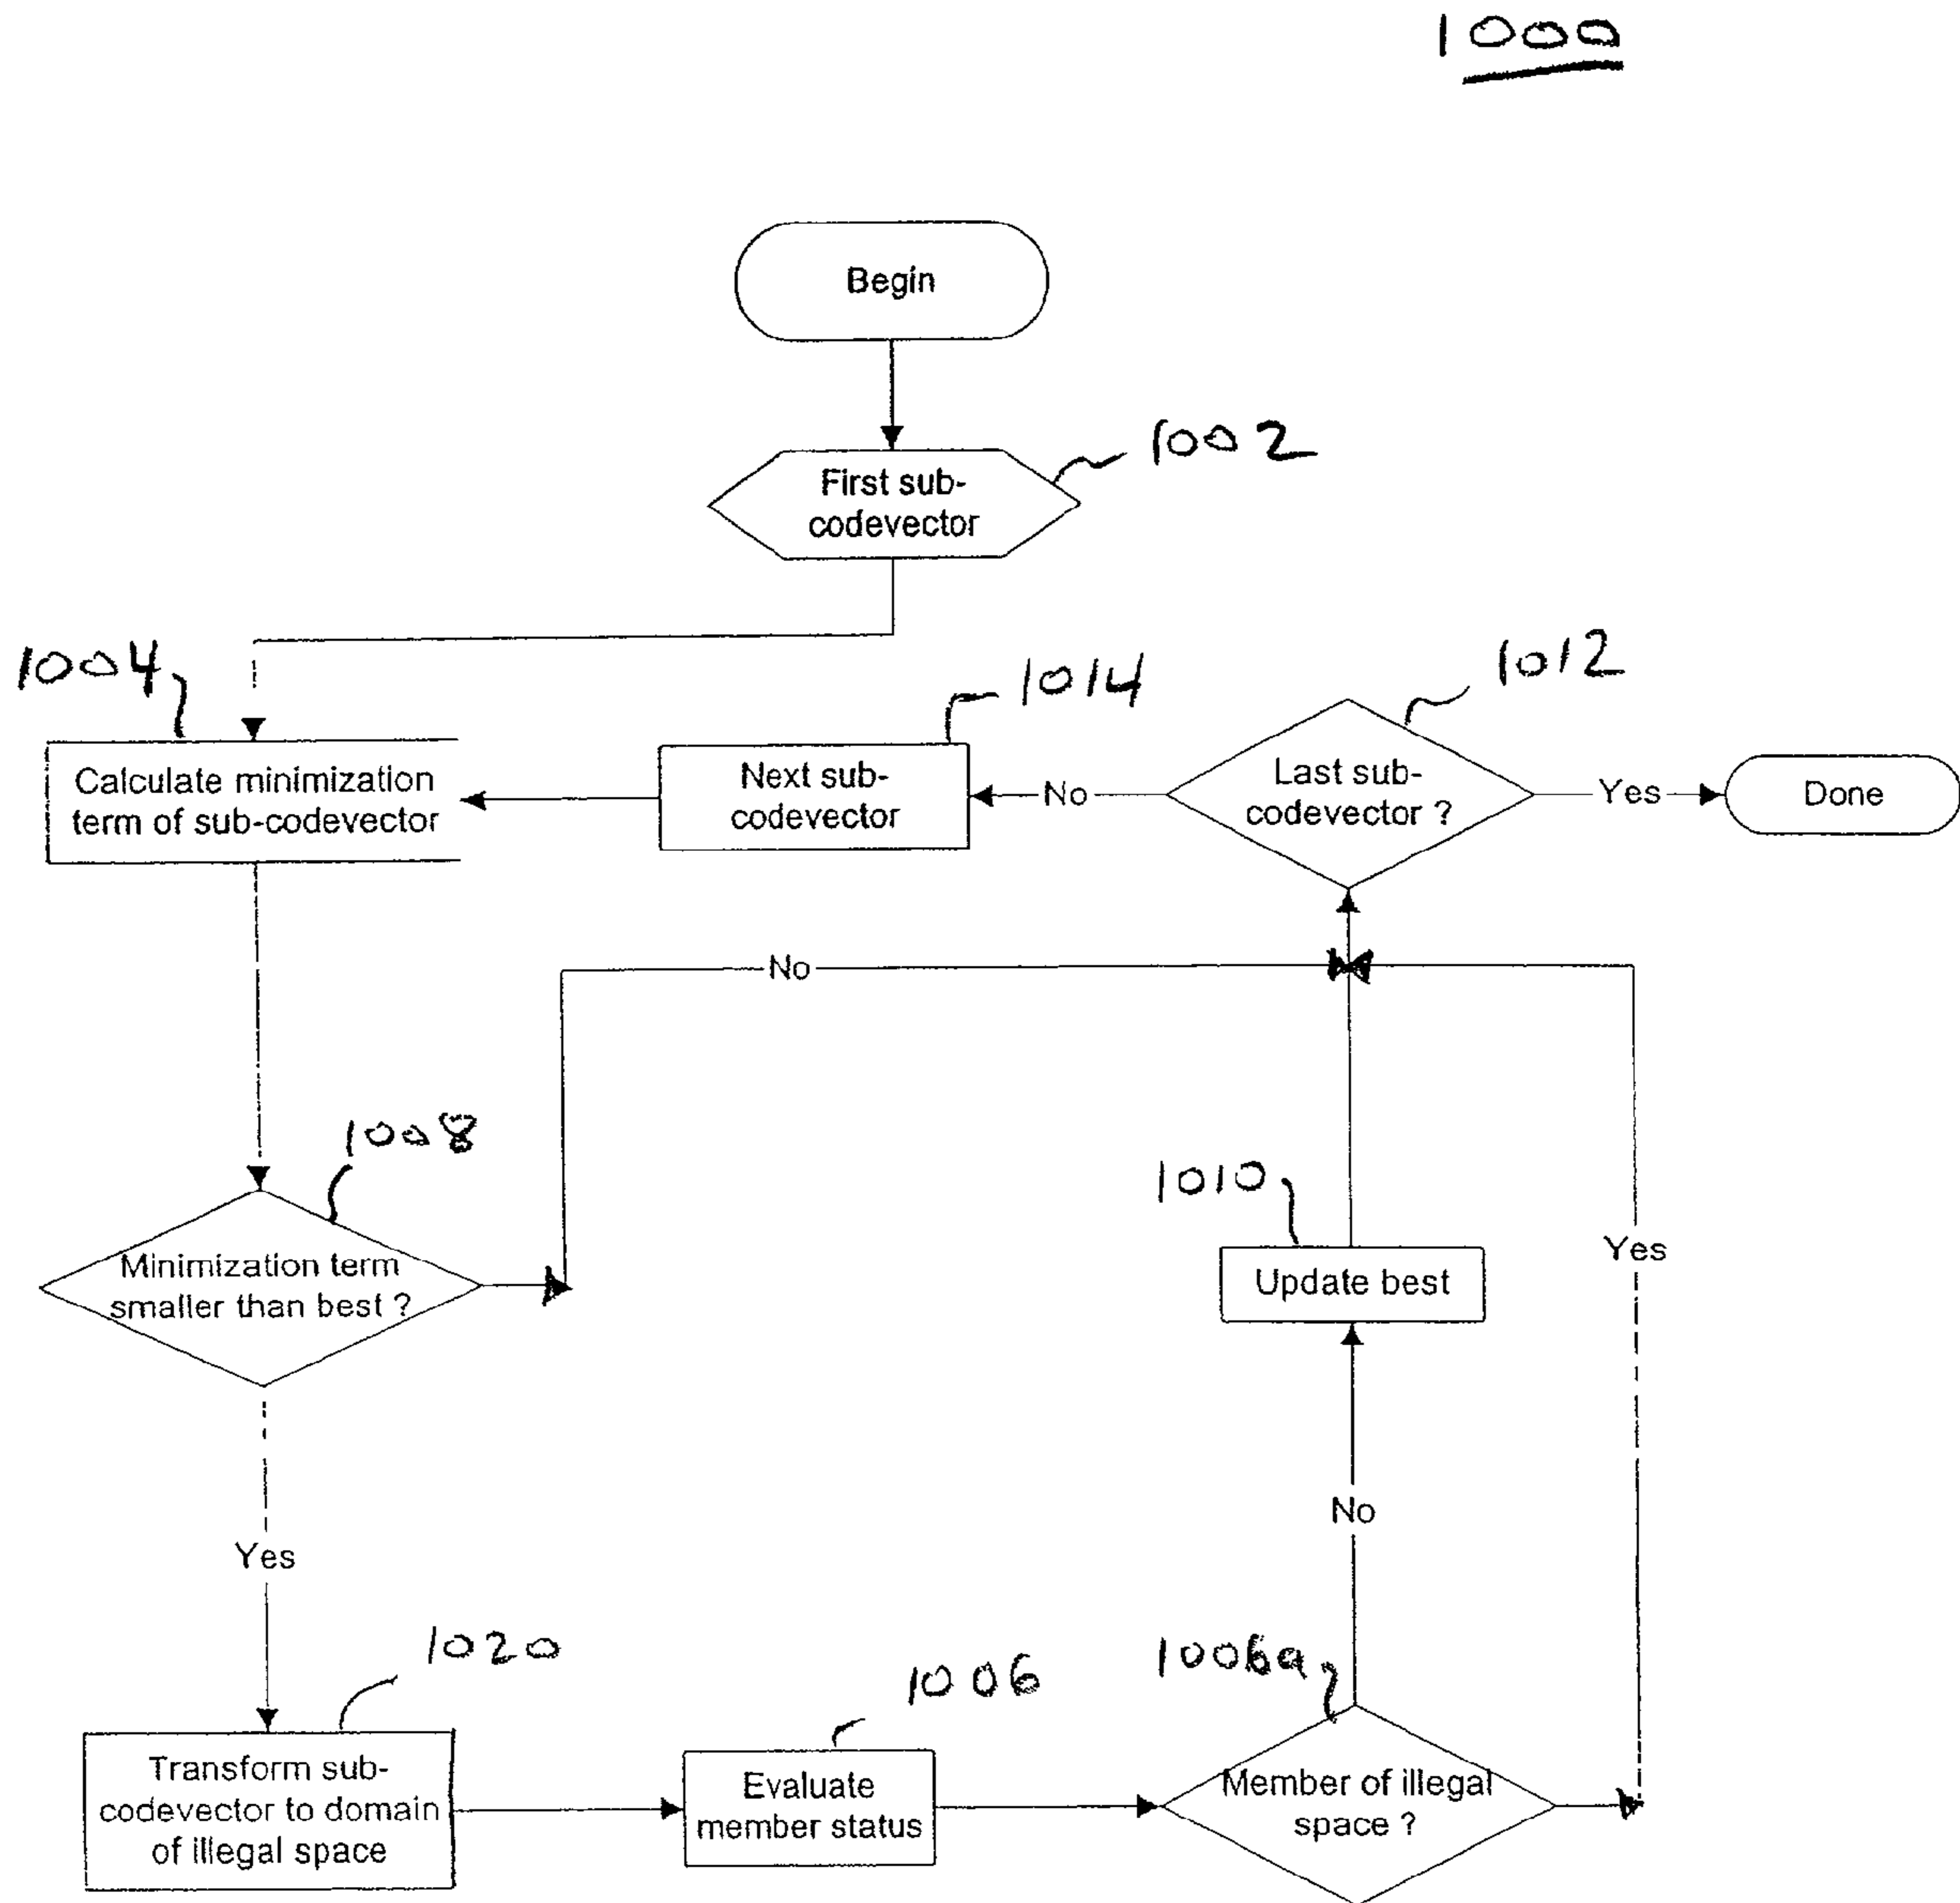 1000
Begin
1002
First sub-
codevector
1004
1014
1012
Calculate minimization
term of sub-codevector
Next sub-
codevector
No
Last sub-
codevector ?
Yes
Done
No
1008
1010
Minimization term
smaller than best ?
Update best
Yes
No
Yes
1020
1006
1006a
Transform sub-
codevector to domain
of illegal space
Evaluate
member status
Member of illegal
space ?